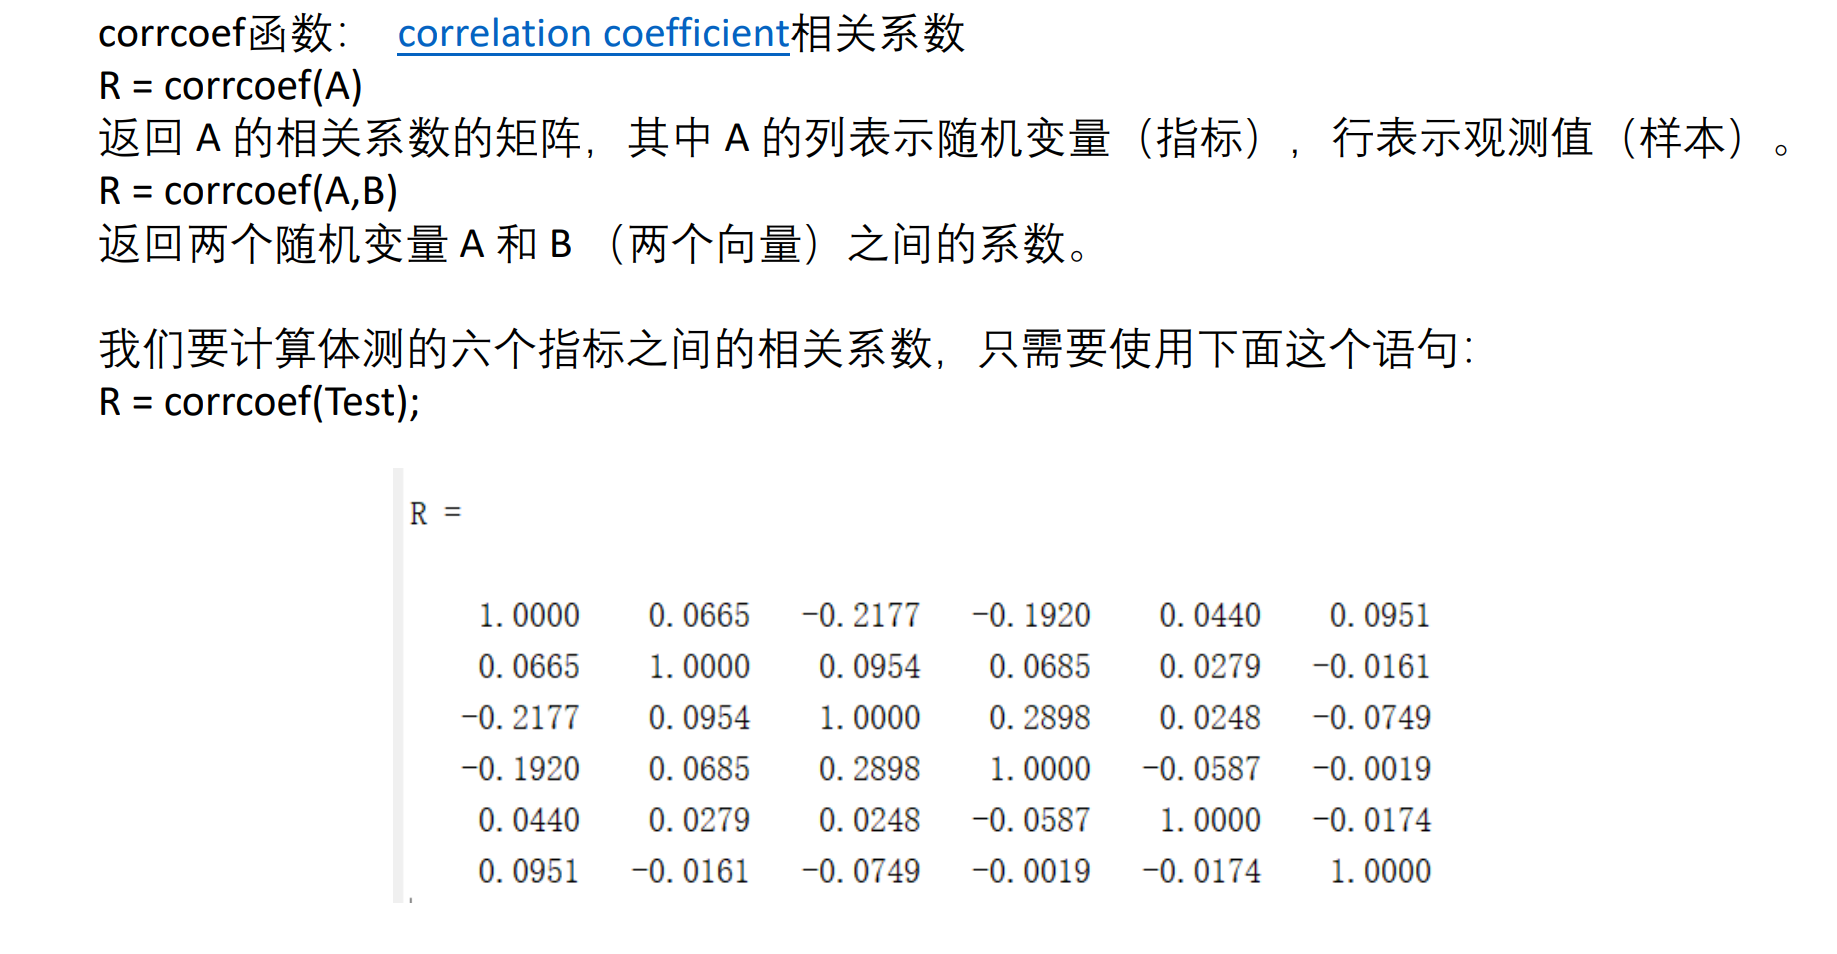 corrcoef函数： correlation coefficient相关系数
R = corrcoef(A)
返回 A 的相关系数的矩阵，其中 A 的列表示随机变量（指标），行表示观测值（样本）。
R = corrcoef(A,B)
返回两个随机变量 A 和 B （两个向量）之间的系数。
我们要计算体测的六个指标之间的相关系数，只需要使用下面这个语句：
R = corrcoef(Test);
R =
1.0000 0.0665 -0.2177 -0.1920 0.0440 0.0951
0.0665 1.0000 0.0954 0.0685 0.0279 -0.0161
-0.2177 0.0954 1.0000 0.2898 0.0248 -0.0749
-0.1920 0.0685 0.2898 1.0000 -0.0587 -0.0019
0.0440 0.0279 0.0248 -0.0587 1.0000 -0.0174
0.0951 -0.0161 -0.0749 -0.0019 -0.0174 1.0000